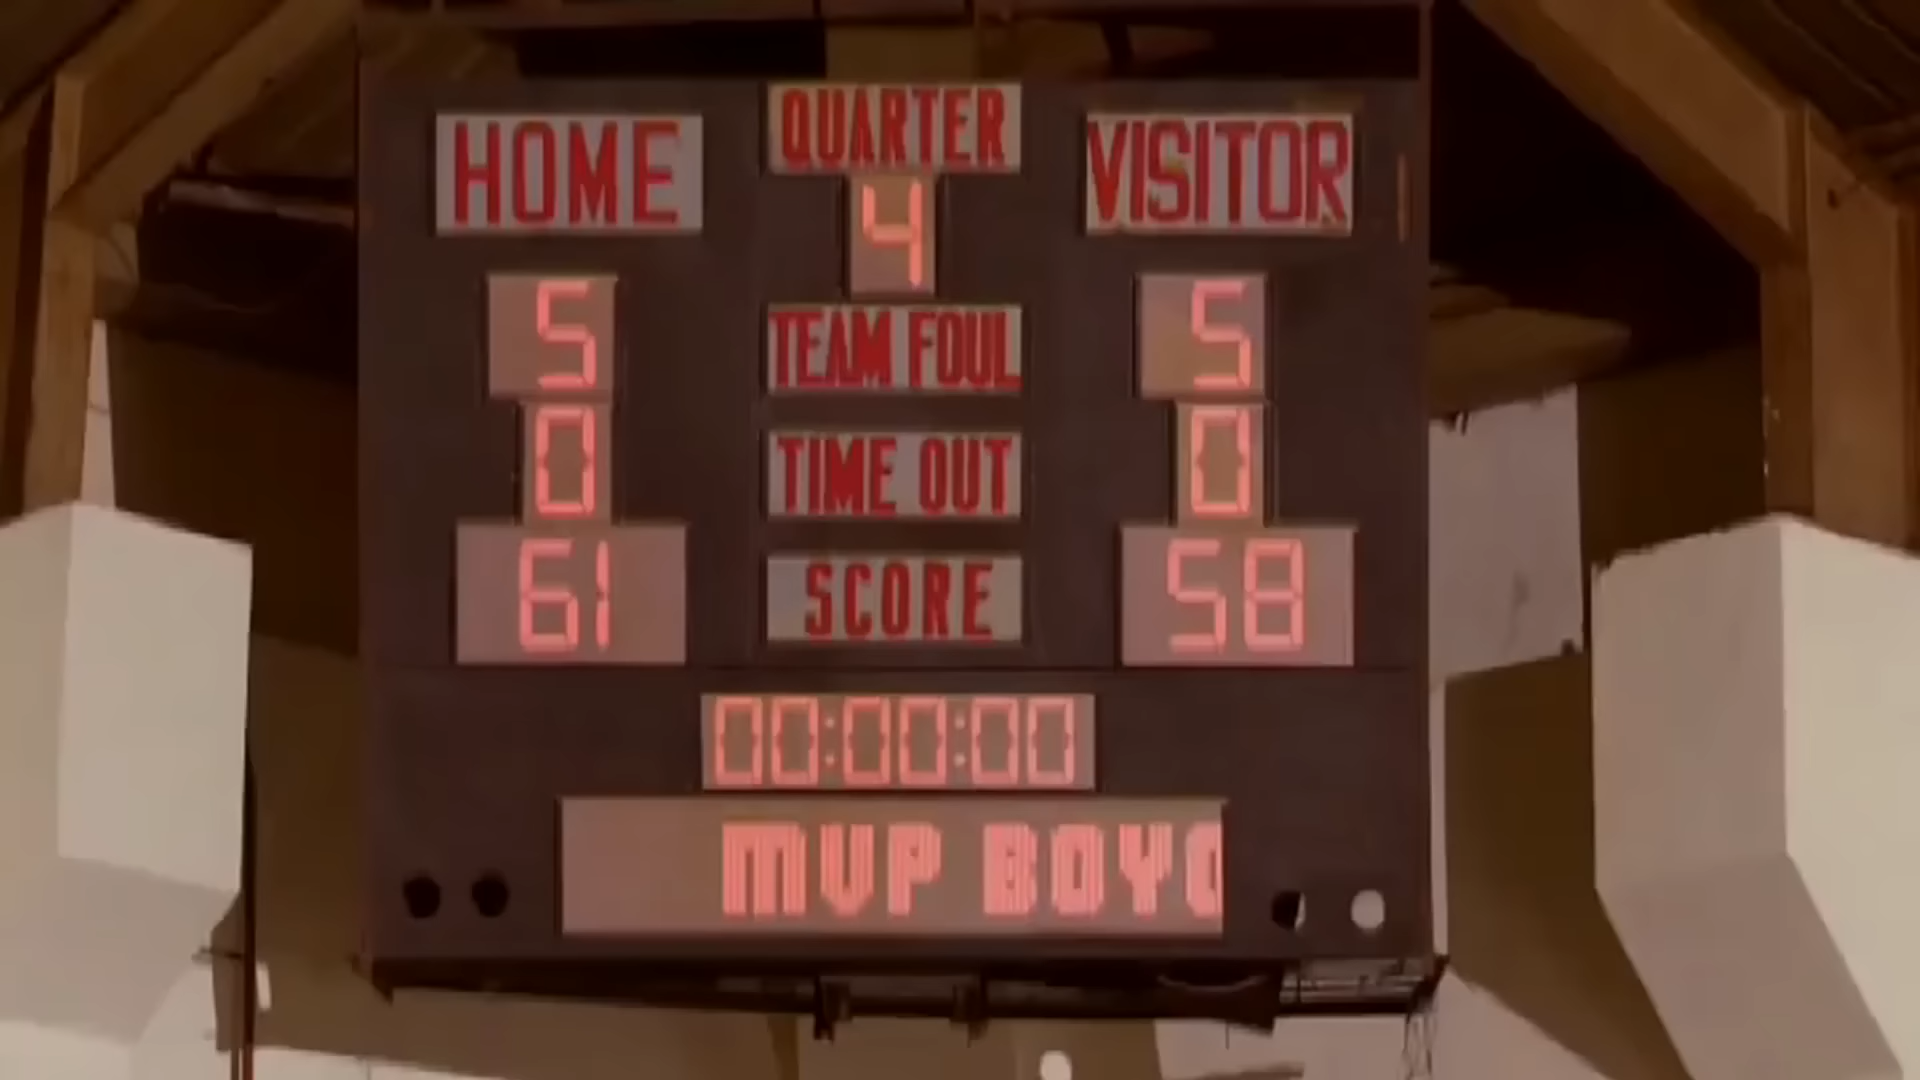 QUARTER
HOME 4 VISITOR
5 TEAM FOUL 5
0 TIME OUT 0
61 SCORE 58
00:00:00
MVP BOY